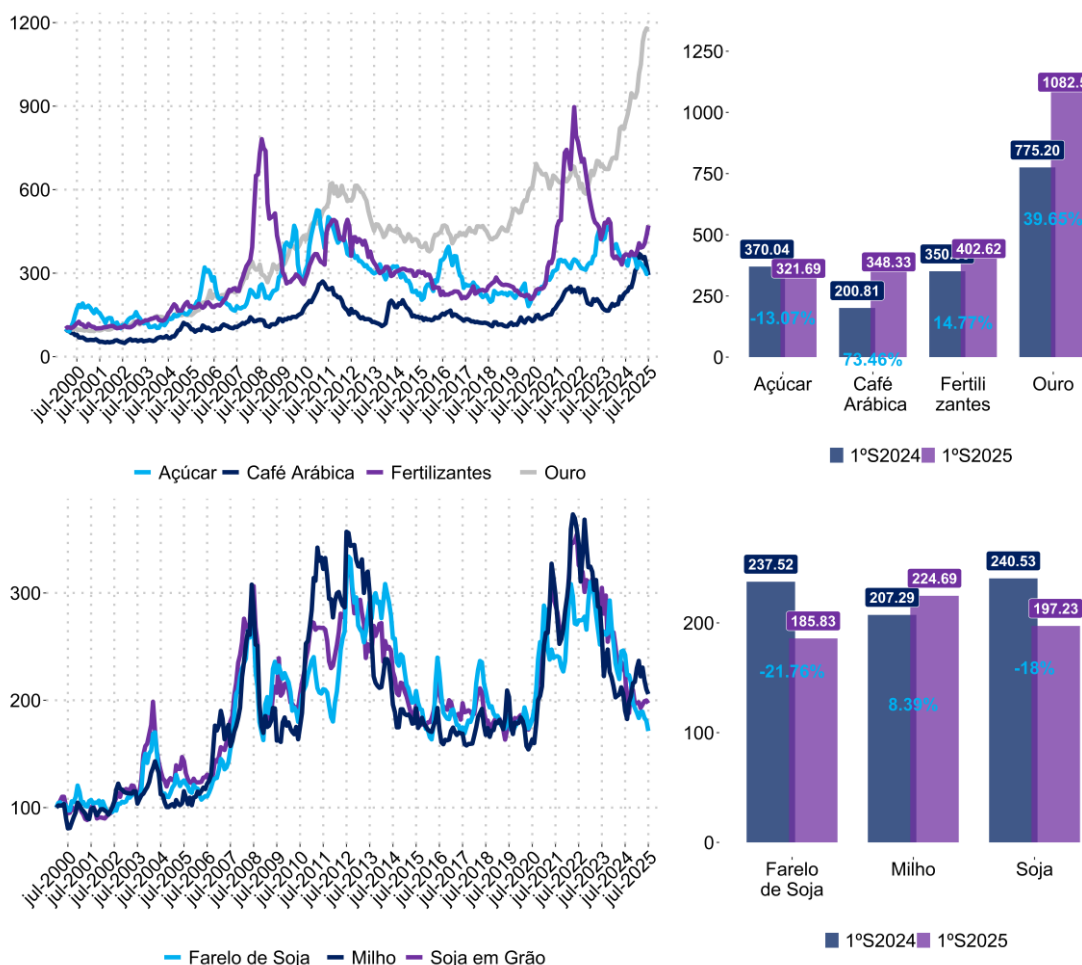 1200
900
600
300
0
jul-2000
jul-2001
jul-2002
jul-2003
jul-2004
jul-2005
jul-2006
jul-2007
jul-2008
jul-2009
jul-2010
jul-2011
jul-2012
jul-2013
jul-2014
jul-2015
jul-2016
jul-2017
jul-2018
jul-2019
jul-2020
jul-2021
jul-2022
jul-2023
jul-2024
jul-2025
Açúcar Café Arábica Fertilizantes Ouro
1250
1000
750
500
250
0
370.04
321.69
-13.07%
200.81
348.33
73.46%
402.62
14.77%
775.20
39.65%
Açúcar
Café
Arábica
Fertili
zantes
Ouro
1ºS2024 1ºS2025
300
200
100
jul-2000
jul-2001
jul-2002
jul-2003
jul-2004
jul-2005
jul-2006
jul-2007
jul-2008
jul-2009
jul-2010
jul-2011
jul-2012
jul-2013
jul-2014
jul-2015
jul-2016
jul-2017
jul-2018
jul-2019
jul-2020
jul-2021
jul-2022
jul-2023
jul-2024
jul-2025
Farelo de Soja Milho Soja em Grão
200
100
0
237.52
185.83
-21.76%
207.29
224.69
8.39%
240.53
197.23
-18%
Farelo
de Soja
Milho
Soja
1ºS2024 1ºS2025